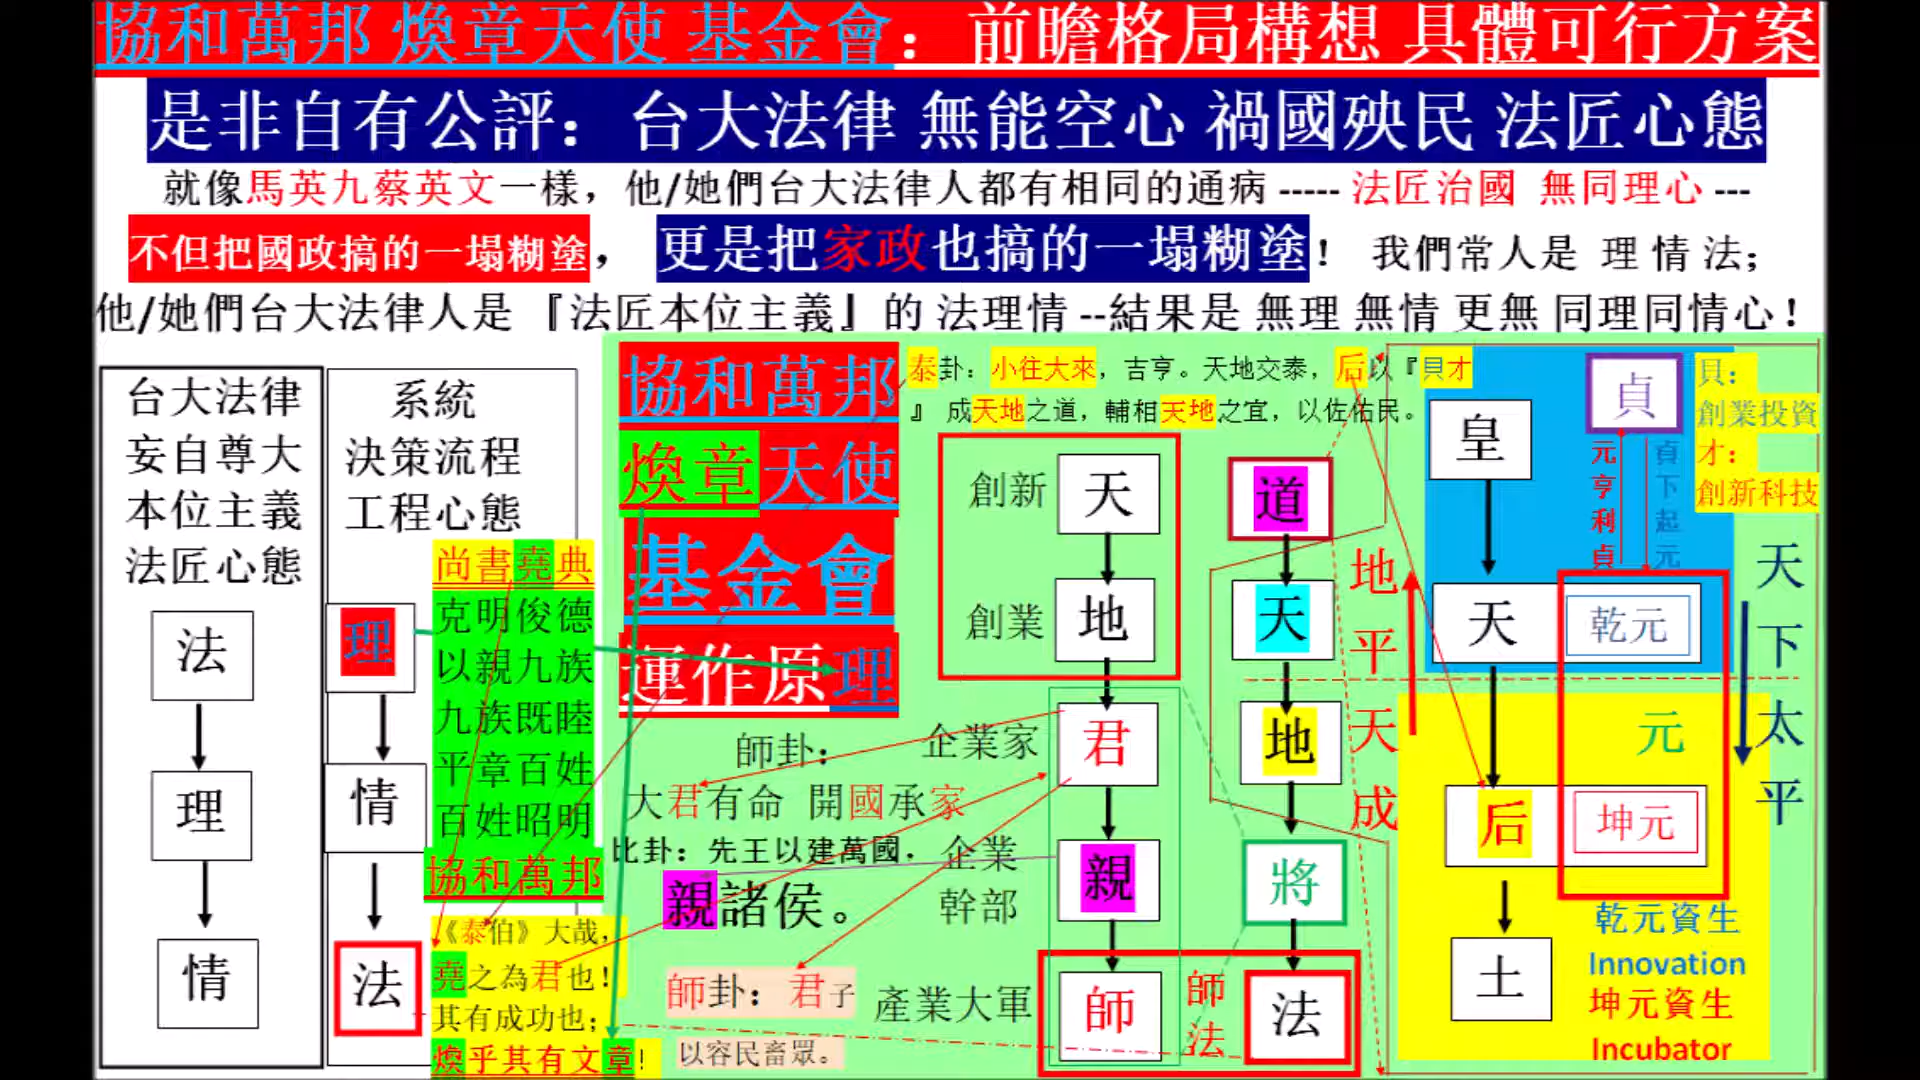 協和萬邦 煥章天使 基金會：前瞻格局構想 具體可行方案
是非自有公評：台大法律 無能空心 禍國殃民 法匠心態
就像馬英九蔡英文一樣，他/她們台大法律人都有相同的通病 ----- 法匠治國 無同理心 ---
不但把國政搞的一塌糊塗，更是把家政也搞的一塌糊塗！ 我們常人是 理 情 法；
他/她們台大法律人是『法匠本位主義』的 法理情 --結果是 無理 無情 更無 同理同情心！
台大法律
妄自尊大
本位主義
法匠心態
法
理
情
系統
決策流程
工程心態
理
情
法
尚書堯典
克明俊德
以親九族
九族既睦
平章百姓
百姓昭明
協和萬邦
《泰伯》大哉，
堯之為君也！
其有成功也；
煥乎其有文章！
協和萬邦
煥章天使
基金會
運作原理
泰卦：小往大來，吉亨。天地交泰，后以『貝才
』 成天地之道，輔相天地之宜，以佐佑民。
師卦：
大君有命 開國承家
比卦：先王以建萬國．
親諸侯。
師卦：君子
以容民畜眾。
創新
天
創業
地
企業家
君
企業
幹部
親
產業大軍
師
道
天
地
將
法
師法
地平天成
皇
天
后
土
貞
元亨利貞
貞下起元
貝：
創業投資
才：
創新科技
乾元
元
坤元
天下太平
乾元資生
Innovation
坤元資生
Incubator